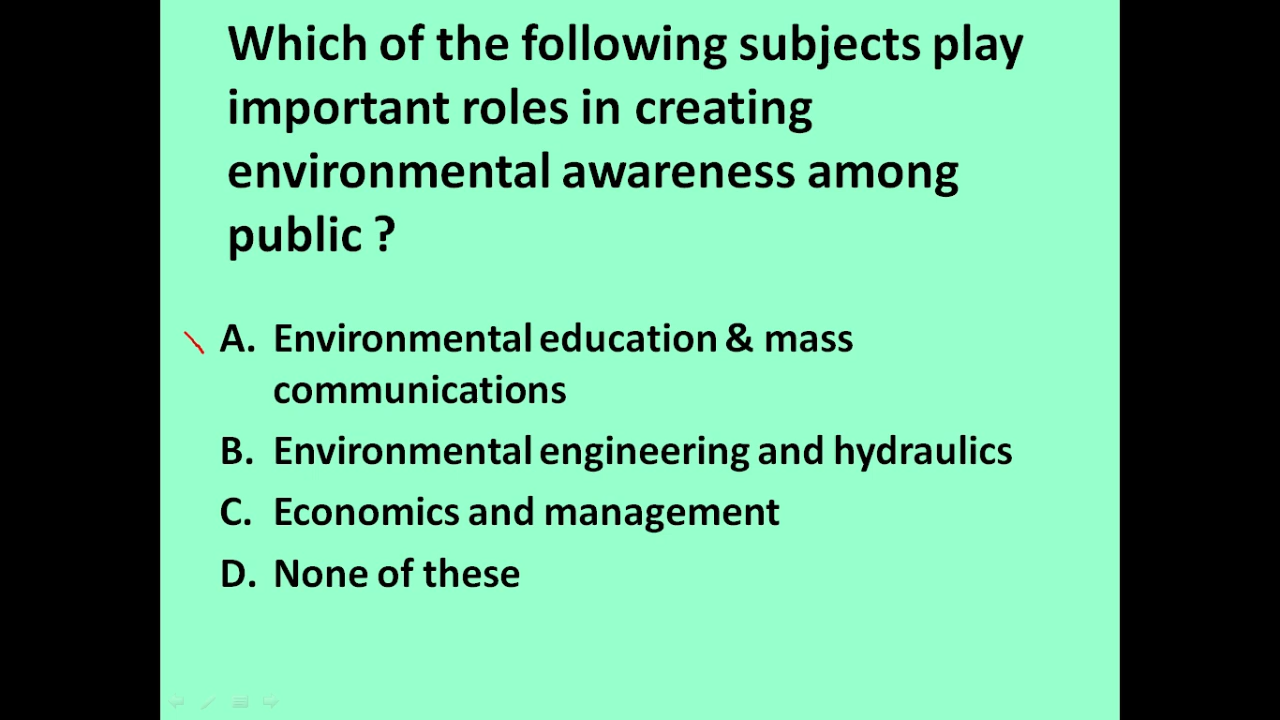 Which of the following subjects play
important roles in creating
environmental awareness among
public ?
A. Environmental education & mass
communications
B. Environmental engineering and hydraulics
C. Economics and management
D. None of these